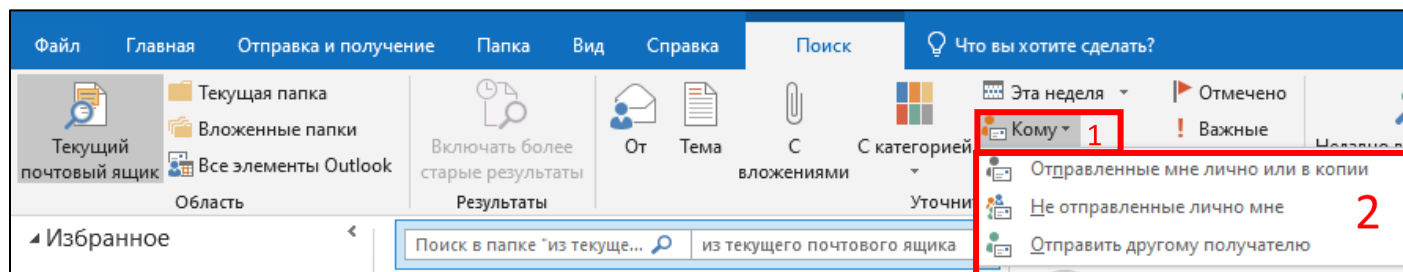 Файл Главная Отправка и получение Папка Вид Справка Поиск Что вы хотите сделать?
Текущая папка Эта неделя Отмечено
Вложенные папки Кому 1 Важные
Текущий Включать более От Тема С С категорией
почтовый ящик Все элементы Outlook старые результаты вложениями
Отправленные мне лично или в копии
Область Результаты Уточни
Не отправленные лично мне 2
Избранное Поиск в папке "из текуще... из текущего почтового ящика
Отправить другому получателю